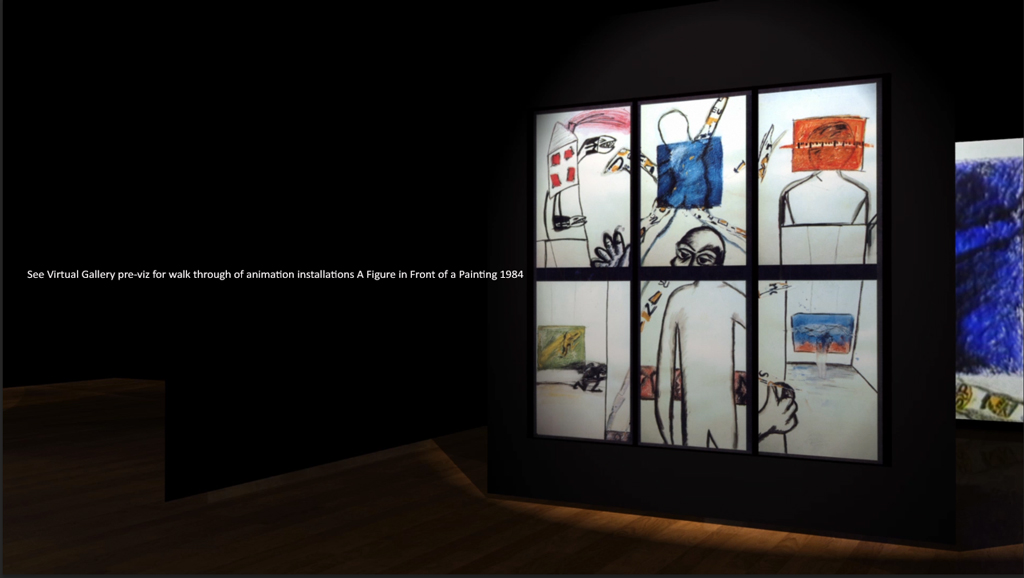 See Virtual Gallery pre-viz for walk through of animation installations A Figure in Front of a Painting 1984